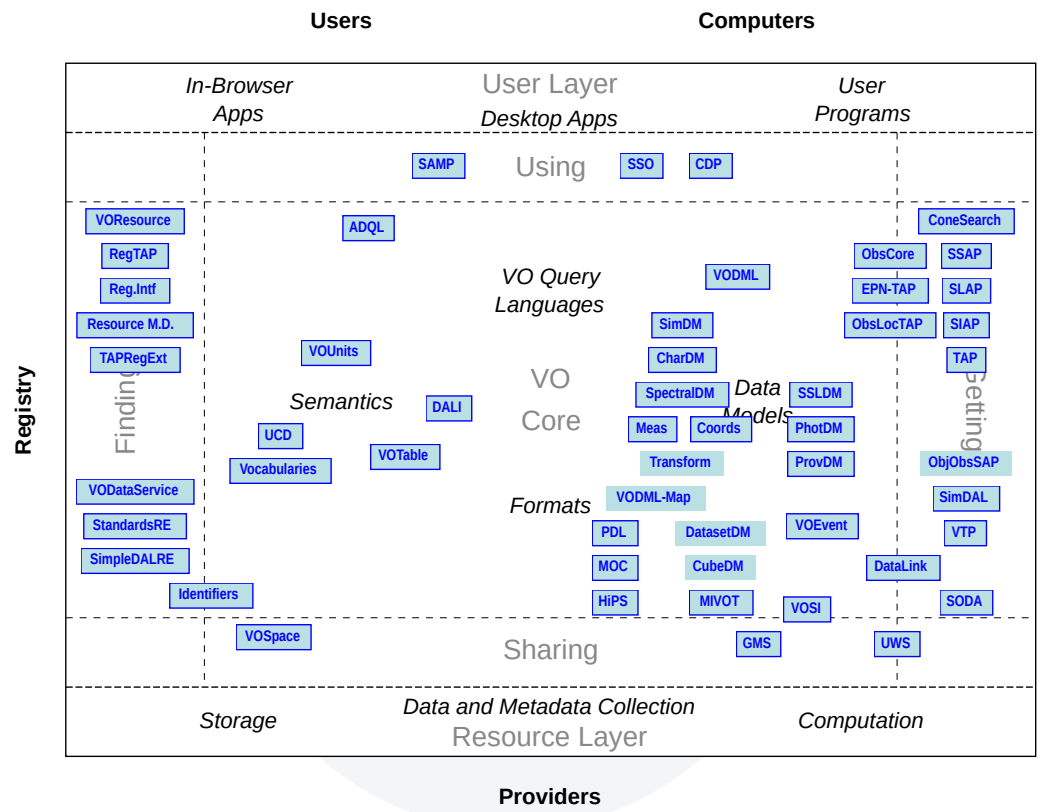 Users
Computers
In-Browser
Apps
User Layer
Desktop Apps
User
Programs
SAMP
Using
SSO
CDP
VOResource
RegTAP
Reg.Intf
Resource M.D.
TAPRegExt
Finding
VODataService
StandardsRE
SimpleDALRE
Identifiers
ADQL
VOUnits
Semantics
DALI
UCD
VOTable
Vocabularies
VO Query
Languages
VO
Core
Formats
VODML
SimDM
CharDM
SpectralDM
Data
Models
SSLDM
Meas
Coords
PhotDM
Transform
ProvDM
VODML-Map
PDL
DatasetDM
VOEvent
MOC
CubeDM
HiPS
MIVOT
VOSI
ConeSearch
ObsCore
SSAP
EPN-TAP
SLAP
ObsLocTAP
SIAP
TAP
Getting
ObjObsSAP
SimDAL
VTP
DataLink
SODA
VOSpace
Sharing
GMS
UWS
Storage
Data and Metadata Collection
Computation
Resource Layer
Registry
Providers